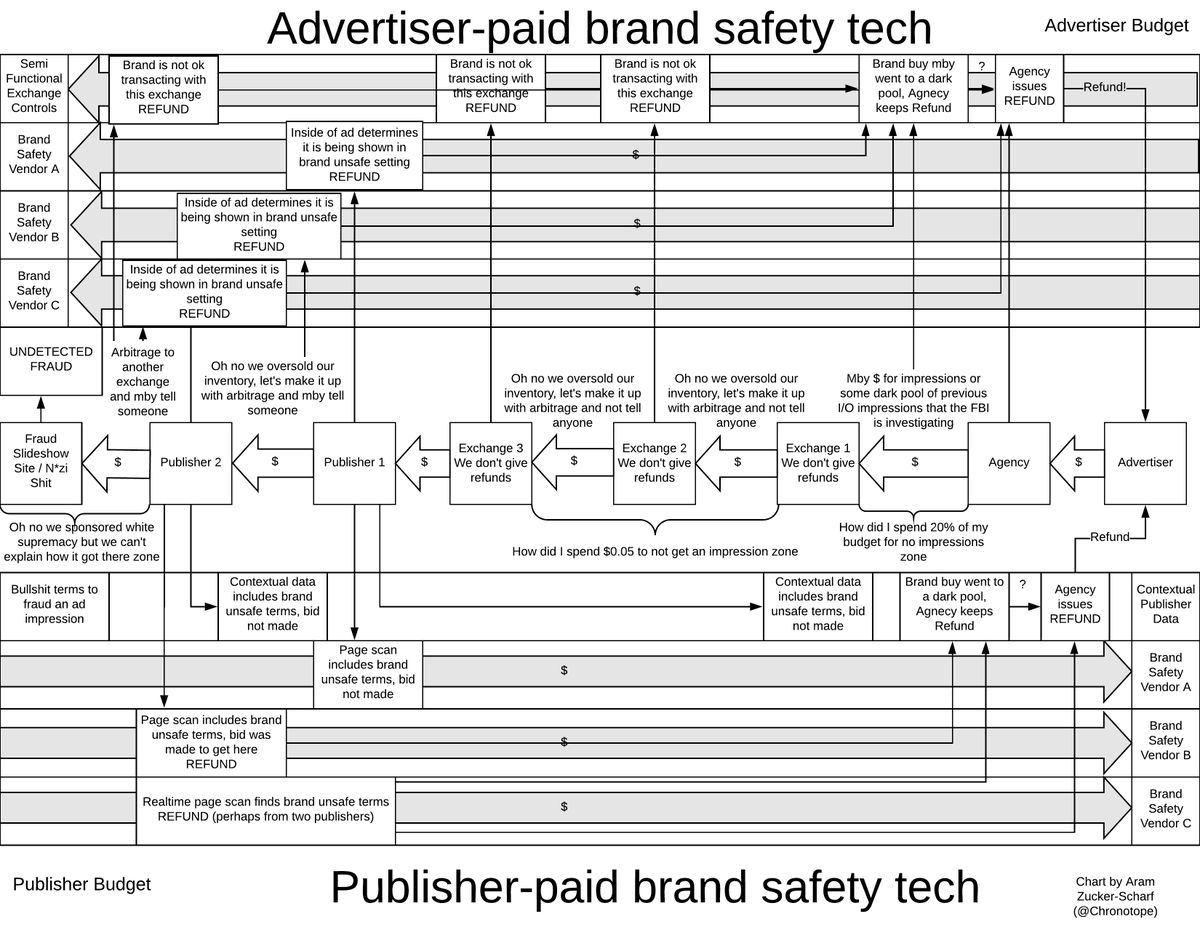 Advertiser-paid brand safety tech
Advertiser Budget
Semi
Functional
Exchange
Controls
Brand is not ok
transacting with
this exchange
REFUND
Brand is not ok
transacting with
this exchange
REFUND
Brand is not ok
transacting with
this exchange
REFUND
Brand buy mby
went to a dark
pool, Agnecy
keeps Refund
?
Agency
issues
REFUND
Refund!
Brand
Safety
Vendor A
Inside of ad determines
it is being shown in
brand unsafe setting
REFUND
$
Brand
Safety
Vendor B
Inside of ad determines it is
being shown in brand unsafe
setting
REFUND
$
Brand
Safety
Vendor C
Inside of ad determines it is
being shown in brand unsafe
setting
REFUND
$
UNDETECTED
FRAUD
Arbitrage to
another
exchange
and mby tell
someone
Oh no we oversold our
inventory, let's make it up
with arbitrage and mby tell
someone
Oh no we oversold our
inventory, let's make it up
with arbitrage and not tell
anyone
Oh no we oversold our
inventory, let's make it up
with arbitrage and not tell
anyone
Mby $ for impressions or
some dark pool of previous
I/O impressions that the FBI
is investigating
Fraud
Slideshow
Site / N*zi
Shit
$
Publisher 2
$
Publisher 1
$
Exchange 3
We don't give
refunds
$
Exchange 2
We don't give
refunds
$
Exchange 1
We don't give
refunds
$
Agency
$
Advertiser
Oh no we sponsored white
supremacy but we can't
explain how it got there zone
How did I spend $0.05 to not get an impression zone
How did I spend 20% of my
budget for no impressions
zone
Refund
Bullshit terms to
fraud an ad
impression
Contextual data
includes brand
unsafe terms, bid
not made
Contextual data
includes brand
unsafe terms, bid
not made
Brand buy went to
a dark pool,
Agnecy keeps
Refund
?
Agency
issues
REFUND
Contextual
Publisher
Data
Page scan
includes brand
unsafe terms, bid
not made
$
Brand
Safety
Vendor A
Page scan includes brand
unsafe terms, bid was
made to get here
REFUND
$
Brand
Safety
Vendor B
Realtime page scan finds brand unsafe terms
REFUND (perhaps from two publishers)
$
Brand
Safety
Vendor C
Publisher Budget
Publisher-paid brand safety tech
Chart by Aram
Zucker-Scharf
(@Chronotope)